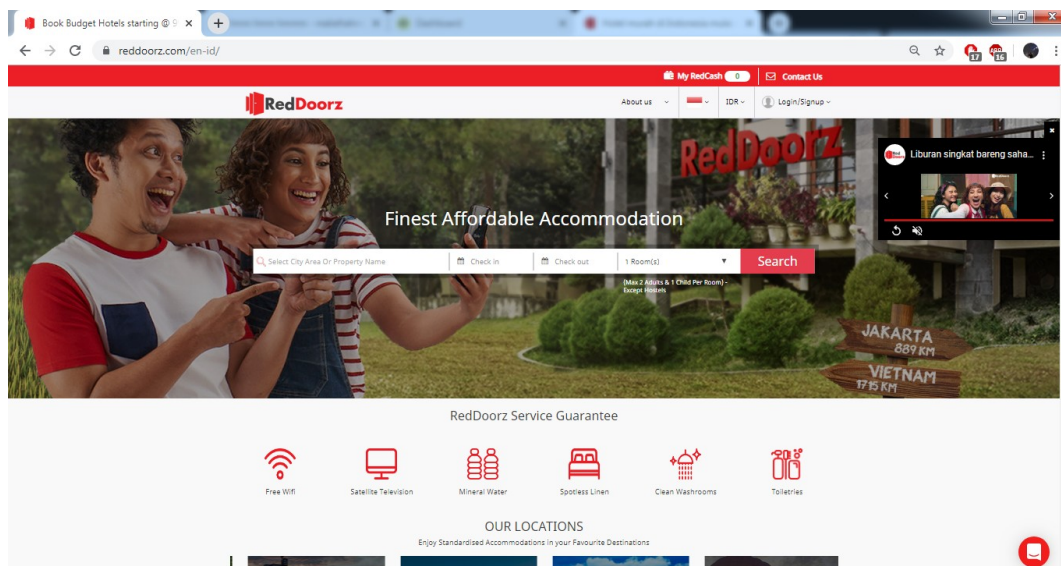 Book Budget Hotels starting @ 9
reddoorz.com/en-id/
17
16
My RedCash 0
Contact Us
RedDoorz
About us
IDR
Login/Signup
RedDoorz
Liburan singkat bareng saha...
Finest Affordable Accommodation
Select City Area Or Property Name
Check in
Check out
1 Room(s)
Search
(Max 2 Adults & 1 Child Per Room) -
Except Hostels
JAKARTA
889 KM
VIETNAM
1715 KM
RedDoorz Service Guarantee
Free Wifi
Satellite Television
Mineral Water
Spotless Linen
Clean Washrooms
Toiletries
OUR LOCATIONS
Enjoy Standardised Accommodations in your Favourite Destinations